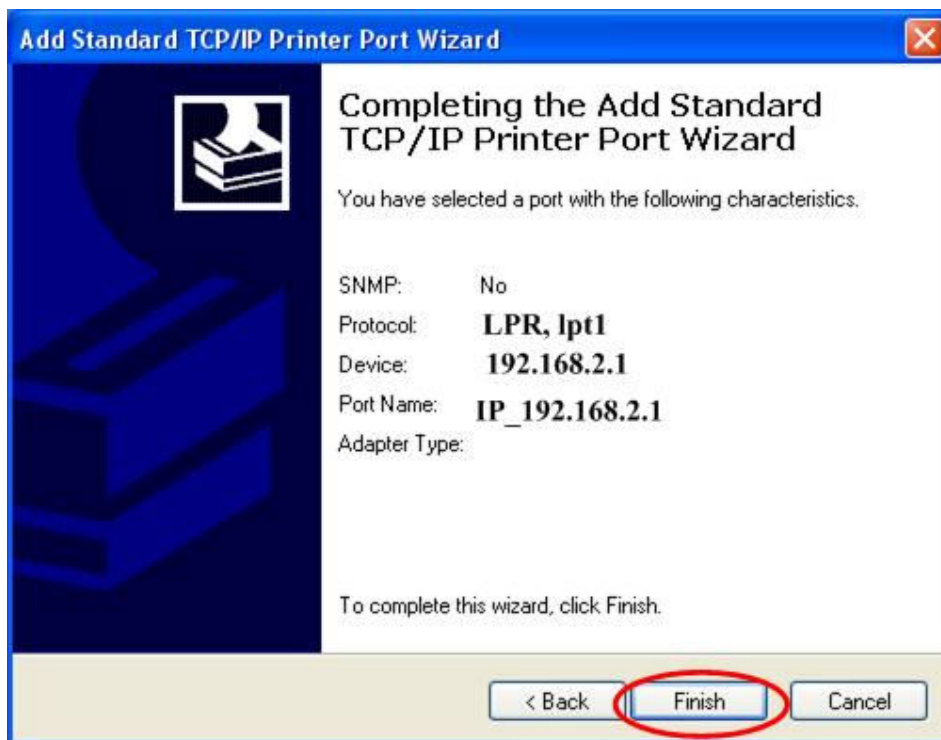 Add Standard TCP/IP Printer Port Wizard
Completing the Add Standard
TCP/IP Printer Port Wizard
You have selected a port with the following characteristics.
SNMP: No
Protocol: LPR, lpt1
Device: 192.168.2.1
Port Name: IP_192.168.2.1
Adapter Type:
To complete this wizard, click Finish.
< Back Finish Cancel